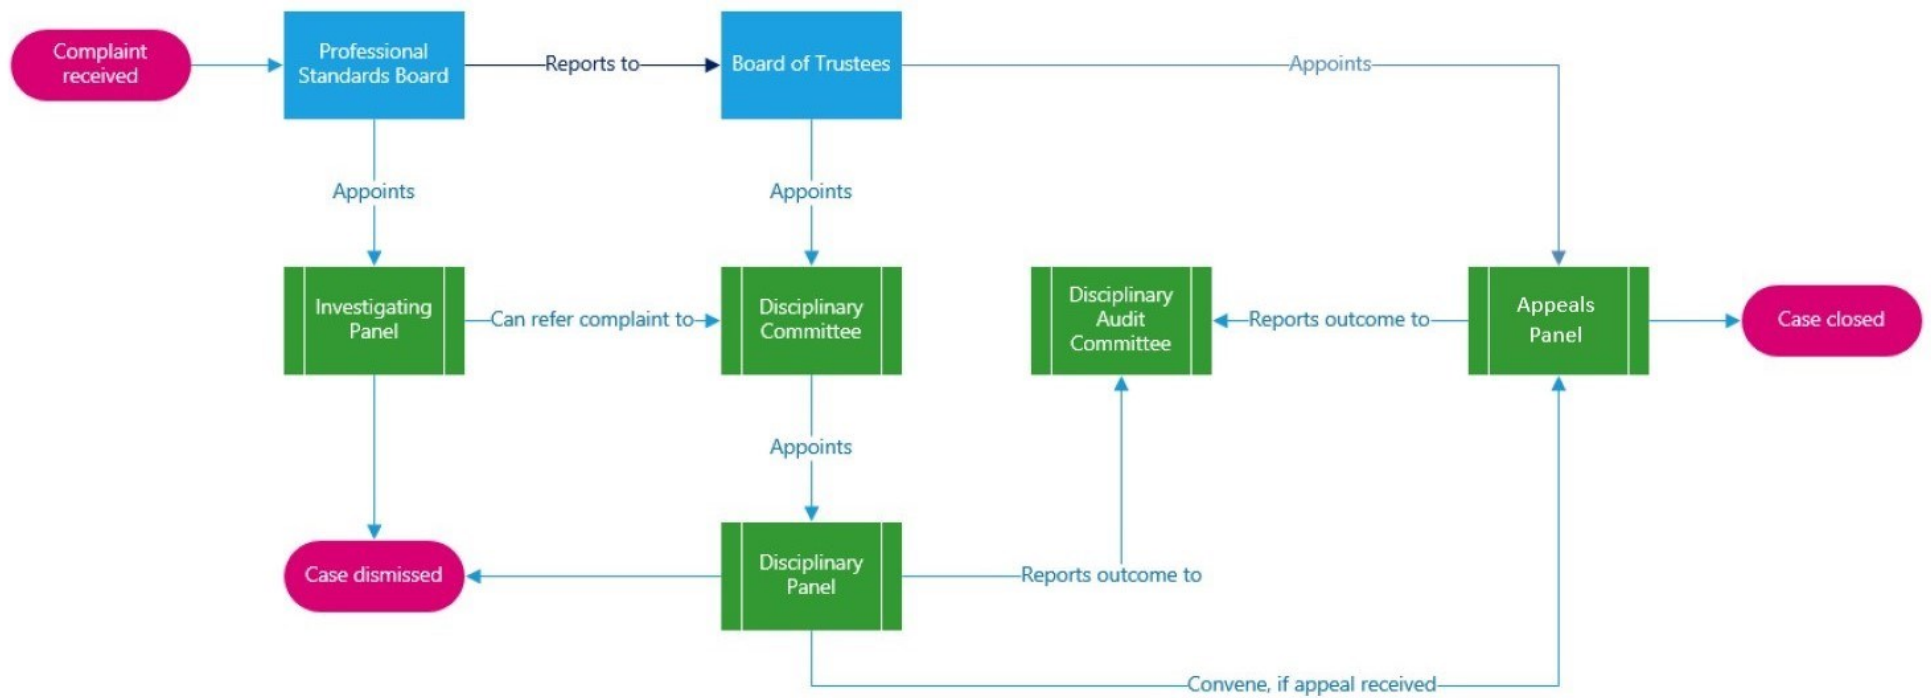 Complaint
received
Professional
Standards Board
Reports to
Board of Trustees
Appoints
Appoints
Appoints
Investigating
Panel
Can refer complaint to
Disciplinary
Committee
Disciplinary
Audit
Committee
Reports outcome to
Appeals
Panel
Case closed
Appoints
Case dismissed
Disciplinary
Panel
Reports outcome to
Convene, if appeal received